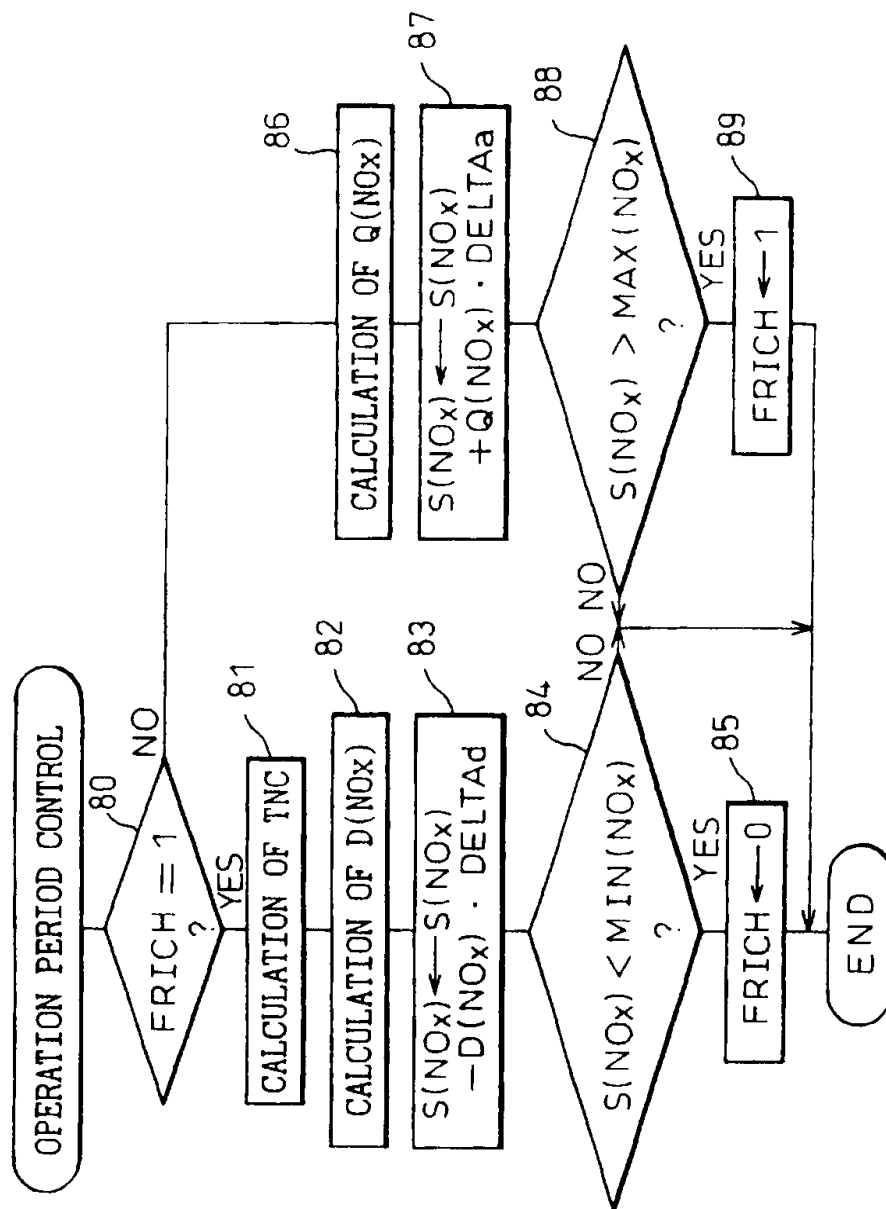 OPERATION PERIOD CONTROL
80
FRICH = 1
?
NO
YES
81
CALCULATION OF TNC
82
CALCULATION OF D(NOx)
83
S(NOx) ← S(NOx)
−D(NOx) · DELTAd
84
S(NOx) < MIN(NOx)
?
NO
YES
85
FRICH ← 0
END
86
CALCULATION OF Q(NOx)
87
S(NOx) ← S(NOx)
+Q(NOx) · DELTAa
88
S(NOx) > MAX(NOx)
?
NO
YES
89
FRICH ← 1